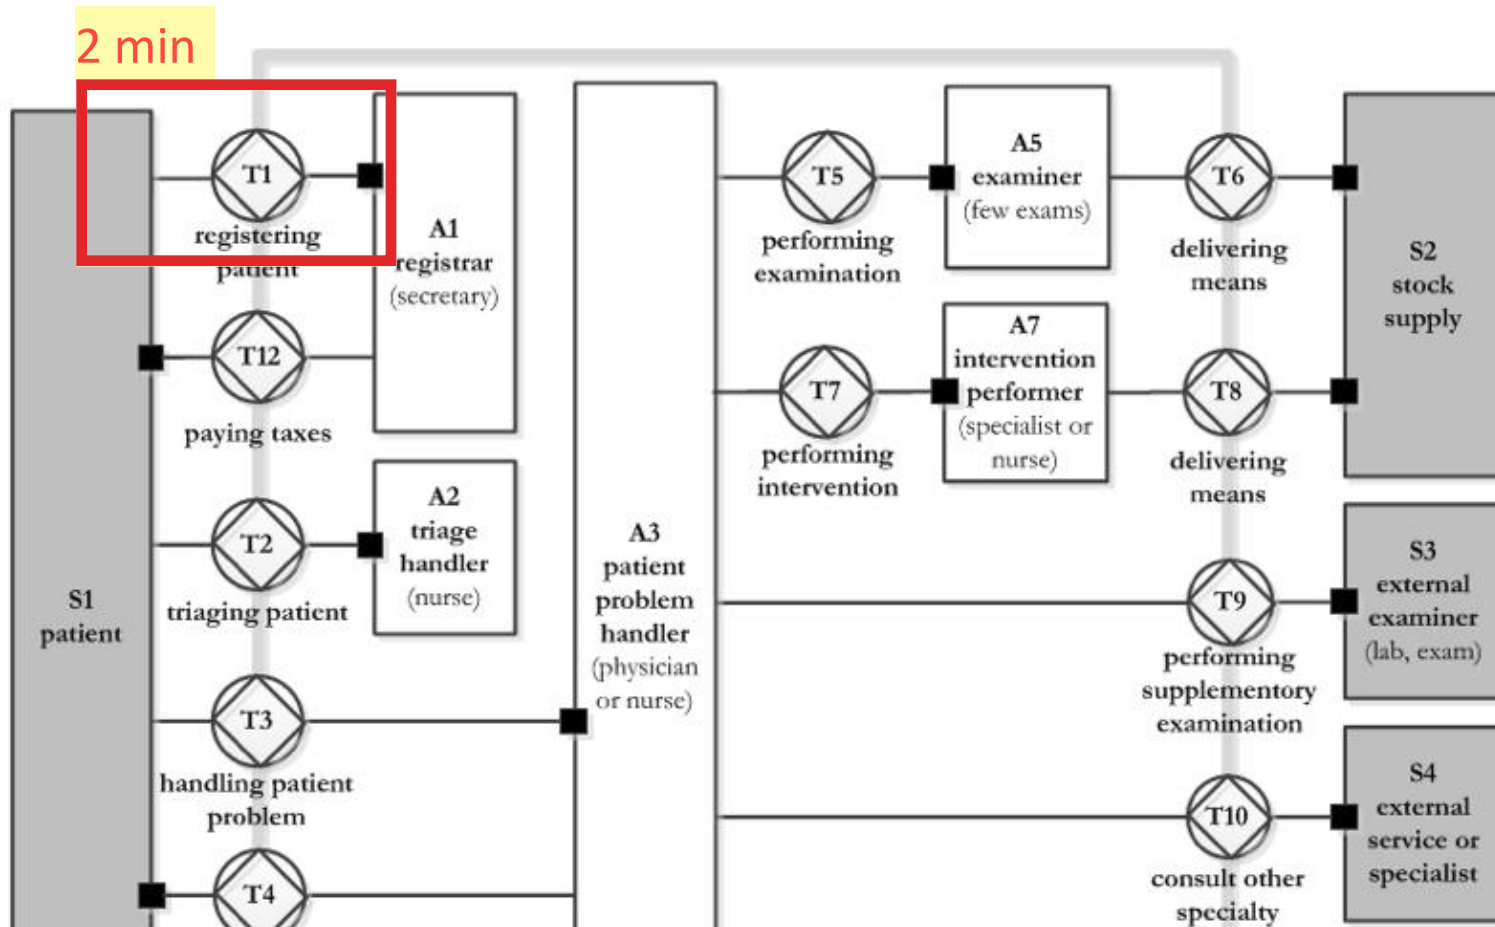 2 min
T1
registering
patient
A1
registrar
(secretary)
T12
paying taxes
A2
triage
handler
(nurse)
T2
triaging patient
S1
patient
T3
handling patient
problem
T4
A3
patient
problem
handler
(physician
or nurse)
T5
performing
examination
A5
examiner
(few exams)
T6
delivering
means
S2
stock
supply
T7
performing
intervention
A7
intervention
performer
(specialist or
nurse)
T8
delivering
means
T9
performing
supplementory
examination
S3
external
examiner
(lab, exam)
T10
consult other
specialty
S4
external
service or
specialist